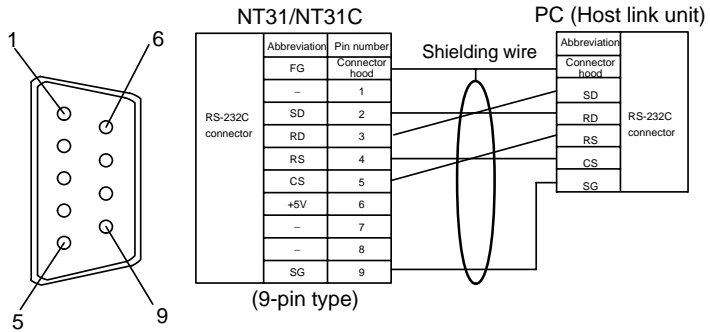 NT31/NT31C
PC (Host link unit)
1
6
5
9
Shielding wire
RS-232C
connector
Abbreviation Pin number
FG Connector hood
– 1
SD 2
RD 3
RS 4
CS 5
+5V 6
– 7
– 8
SG 9
(9-pin type)
Abbreviation
Connector
hood
SD
RD
RS
CS
SG
RS-232C
connector